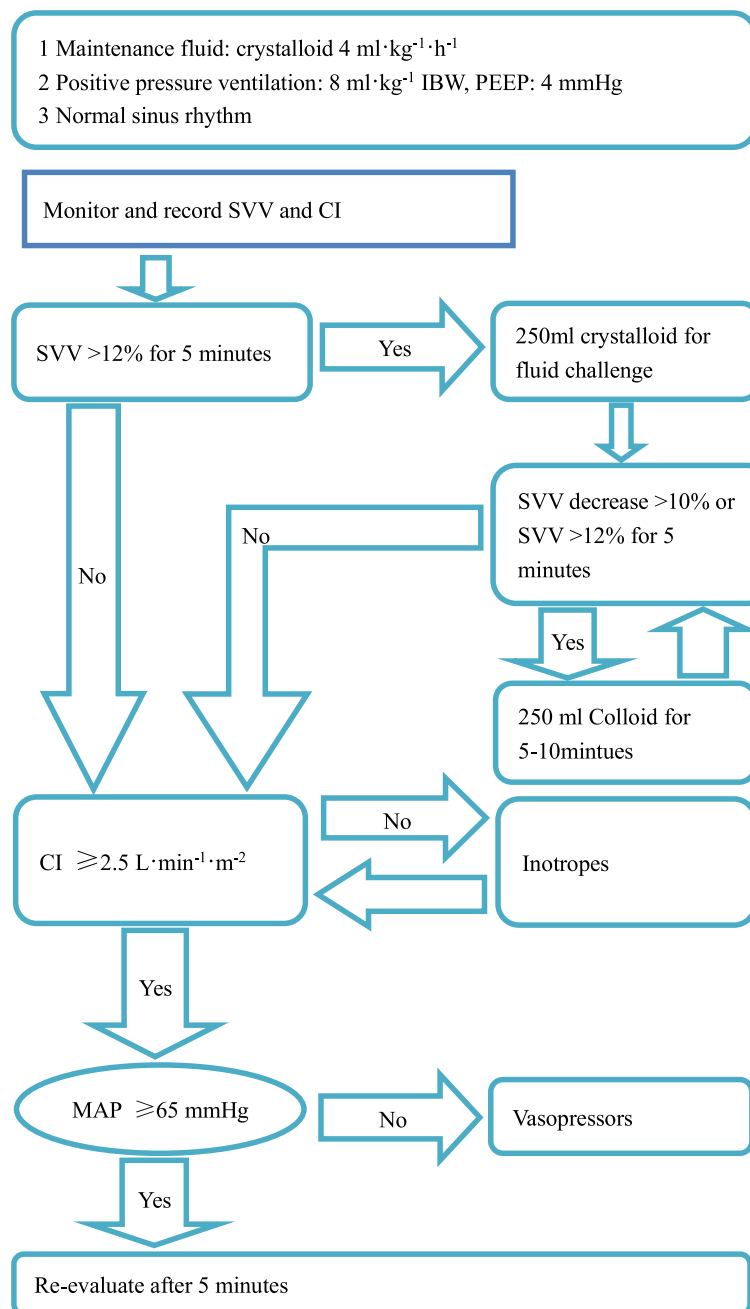 1 Maintenance fluid: crystalloid 4 ml·kg⁻¹·h⁻¹
2 Positive pressure ventilation: 8 ml·kg⁻¹ IBW, PEEP: 4 mmHg
3 Normal sinus rhythm
Monitor and record SVV and CI
SVV >12% for 5 minutes
Yes
250ml crystalloid for
fluid challenge
No
No
SVV decrease >10% or
SVV >12% for 5
minutes
Yes
250 ml Colloid for
5-10mintues
CI ≥2.5 L·min⁻¹·m⁻²
No
Inotropes
Yes
MAP ≥65 mmHg
No
Vasopressors
Yes
Re-evaluate after 5 minutes